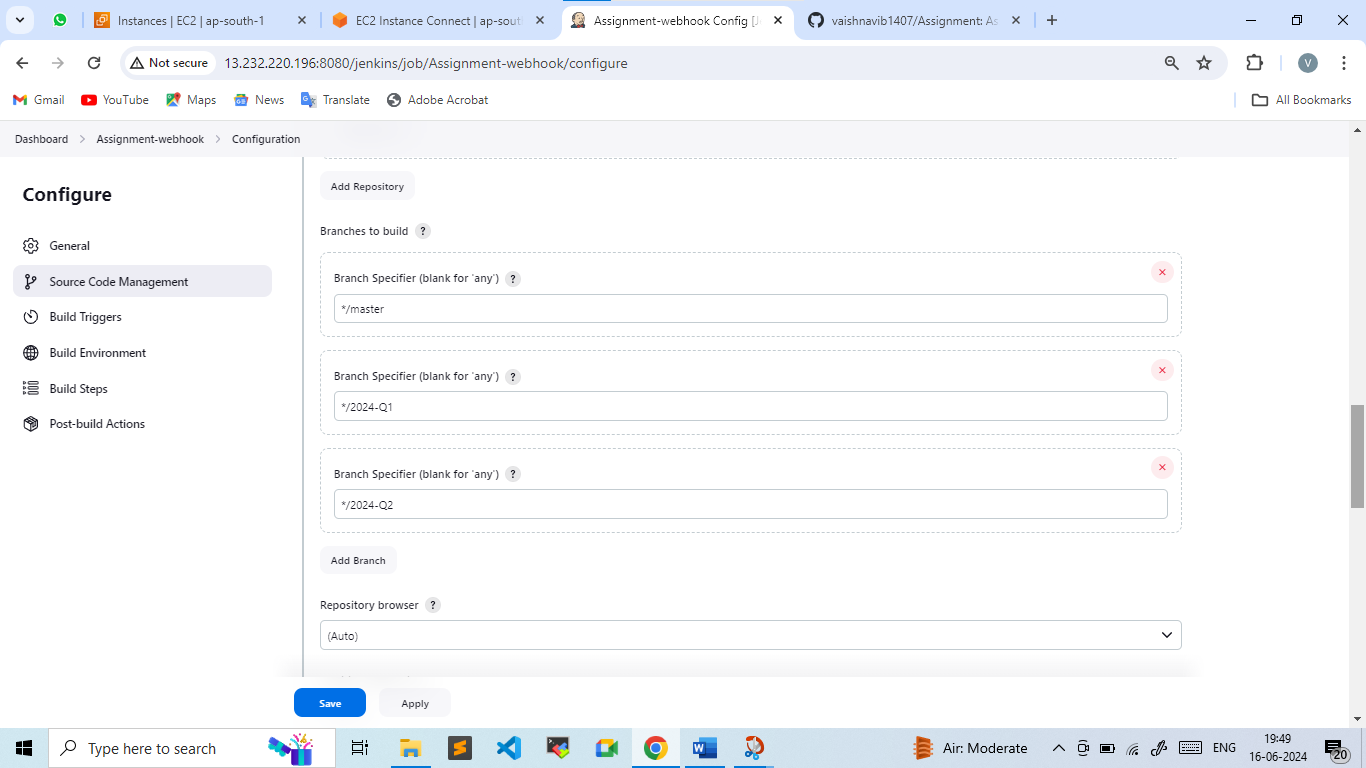 Instances | EC2 | ap-south-1
EC2 Instance Connect | ap-sout
Assignment-webhook Config [J
vaishnavib1407/Assignment: As
Not secure
13.232.220.196:8080/jenkins/job/Assignment-webhook/configure
V
Gmail
YouTube
Maps
News
Translate
Adobe Acrobat
All Bookmarks
Dashboard > Assignment-webhook > Configuration
Configure
General
Source Code Management
Build Triggers
Build Environment
Build Steps
Post-build Actions
Add Repository
Branches to build ?
Branch Specifier (blank for 'any') ?
*/master
Branch Specifier (blank for 'any') ?
*/2024-Q1
Branch Specifier (blank for 'any') ?
*/2024-Q2
Add Branch
Repository browser ?
(Auto)
Save
Apply
Type here to search
Air: Moderate
ENG
19:49
16-06-2024
20